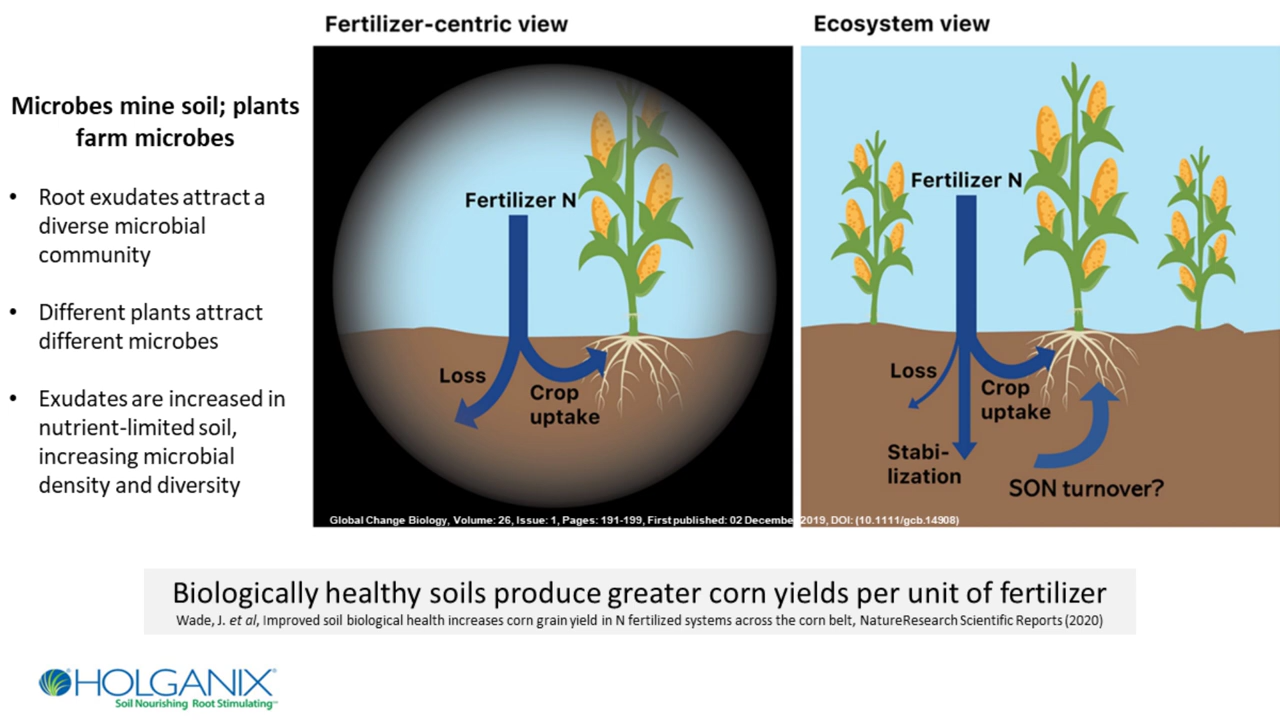 Fertilizer-centric view
Ecosystem view
Microbes mine soil; plants
farm microbes
• Root exudates attract a
diverse microbial
community
• Different plants attract
different microbes
• Exudates are increased in
nutrient-limited soil,
increasing microbial
density and diversity
Fertilizer N
Loss
Crop
uptake
Fertilizer N
Loss
Crop
uptake
Stabi-
lization
SON turnover?
Global Change Biology, Volume: 26, Issue: 1, Pages: 191-199, First published: 02 December 2019, DOI: (10.1111/gcb.14908)
Biologically healthy soils produce greater corn yields per unit of fertilizer
Wade, J. et al, Improved soil biological health increases corn grain yield in N fertilized systems across the corn belt, NatureResearch Scientific Reports (2020)
HOLGANIX®
Soil Nourishing Root Stimulating™